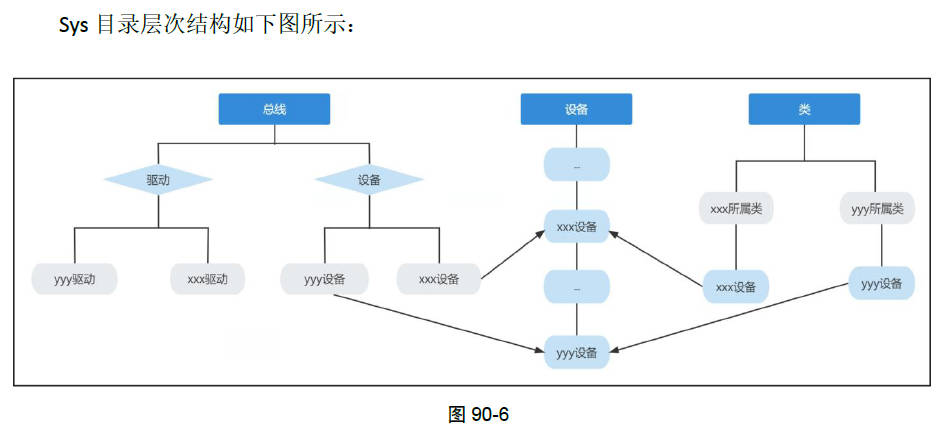 Sys 目录层次结构如下图所示：
总线
设备
类
驱动
设备
...
xxx所属类
yyy所属类
xxx设备
yyy驱动
xxx驱动
yyy设备
xxx设备
...
xxx设备
yyy设备
yyy设备
图 90-6